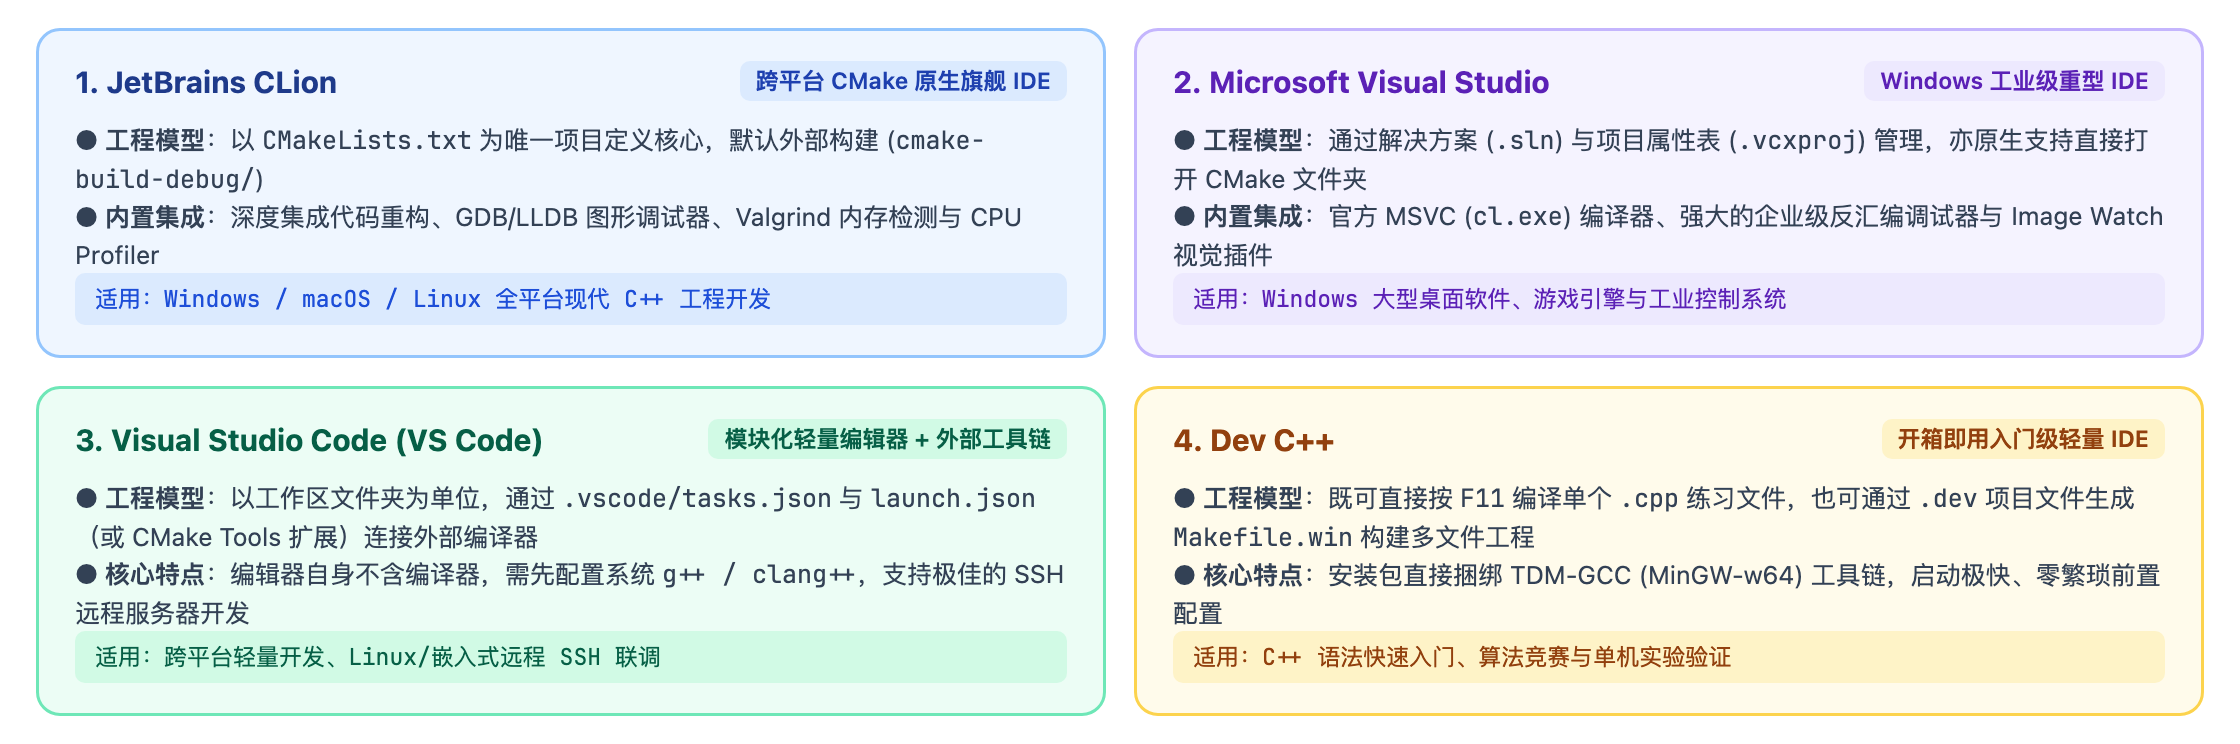 1. JetBrains CLion
跨平台 CMake 原生旗舰 IDE
● 工程模型：以 CMakeLists.txt 为唯一项目定义核心，默认外部构建 (cmake-
build-debug/)
● 内置集成：深度集成代码重构、GDB/LLDB 图形调试器、Valgrind 内存检测与 CPU
Profiler
适用：Windows / macOS / Linux 全平台现代 C++ 工程开发
2. Microsoft Visual Studio
Windows 工业级重型 IDE
● 工程模型：通过解决方案 (.sln) 与项目属性表 (.vcxproj) 管理，亦原生支持直接打
开 CMake 文件夹
● 内置集成：官方 MSVC (cl.exe) 编译器、强大的企业级反汇编调试器与 Image Watch
视觉插件
适用：Windows 大型桌面软件、游戏引擎与工业控制系统
3. Visual Studio Code (VS Code)
模块化轻量编辑器 + 外部工具链
● 工程模型：以工作区文件夹为单位，通过 .vscode/tasks.json 与 launch.json
（或 CMake Tools 扩展）连接外部编译器
● 核心特点：编辑器自身不含编译器，需先配置系统 g++ / clang++，支持极佳的 SSH
远程服务器开发
适用：跨平台轻量开发、Linux/嵌入式远程 SSH 联调
4. Dev C++
开箱即用入门级轻量 IDE
● 工程模型：既可直接按 F11 编译单个 .cpp 练习文件，也可通过 .dev 项目文件生成
Makefile.win 构建多文件工程
● 核心特点：安装包直接捆绑 TDM-GCC (MinGW-w64) 工具链，启动极快、零繁琐前置
配置
适用：C++ 语法快速入门、算法竞赛与单机实验验证